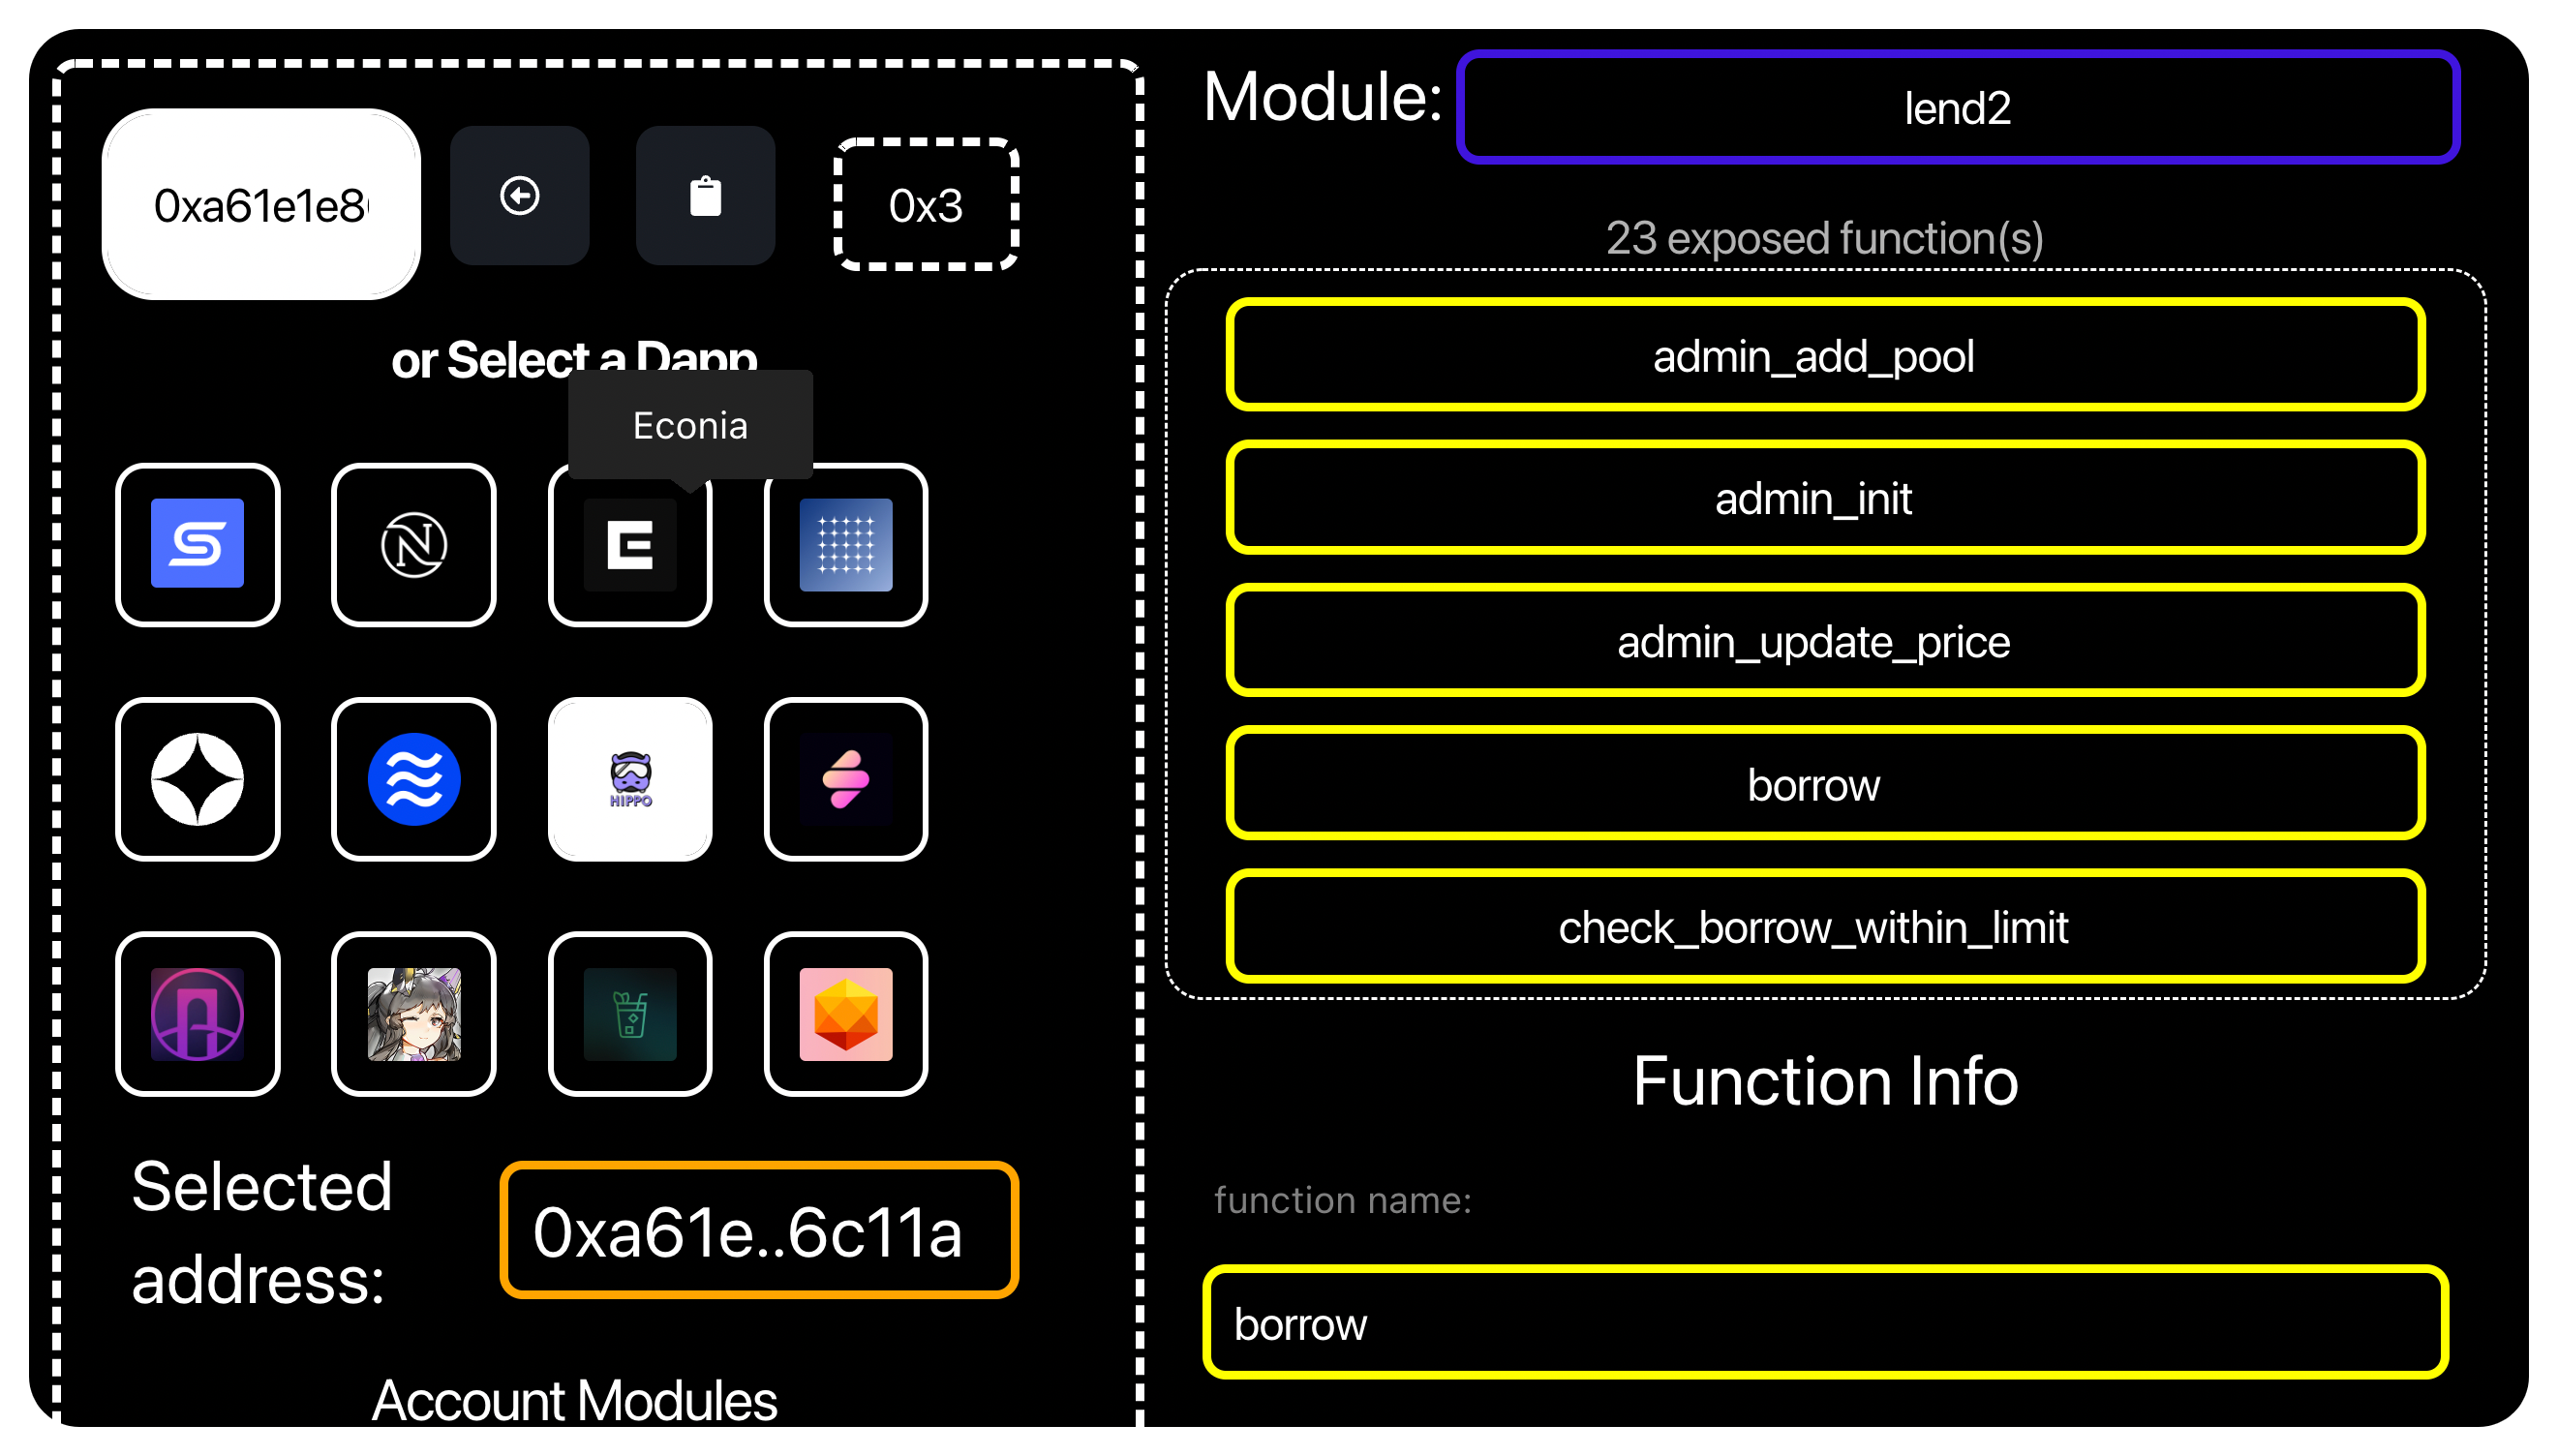 0xa61e1e8
0x3
or Select a Dapp
Econia
HIPPO
Selected
address:
0xa61e..6c11a
Account Modules
Module:
lend2
23 exposed function(s)
admin_add_pool
admin_init
admin_update_price
borrow
check_borrow_within_limit
Function Info
function name:
borrow